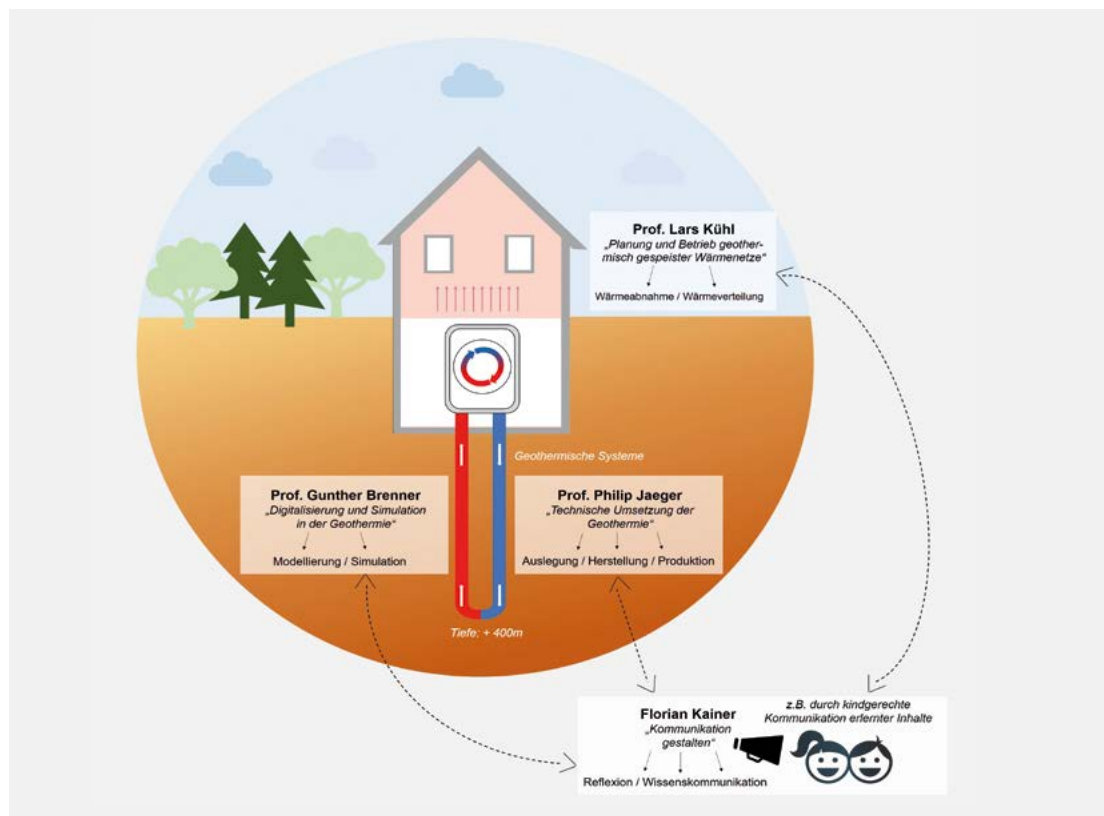 Prof. Lars Kühl
„Planung und Betrieb geother-
misch gespeister Wärmenetze“
Wärmeabnahme / Wärmeverteilung
Geothermische Systeme
Prof. Gunther Brenner
„Digitalisierung und Simulation
in der Geothermie“
Modellierung / Simulation
Prof. Philip Jaeger
„Technische Umsetzung der
Geothermie“
Auslegung / Herstellung / Produktion
Tiefe: + 400m
Florian Kainer
„Kommunikation
gestalten“
Reflexion / Wissenskommunikation
z.B. durch kindgerechte
Kommunikation erlernter Inhalte